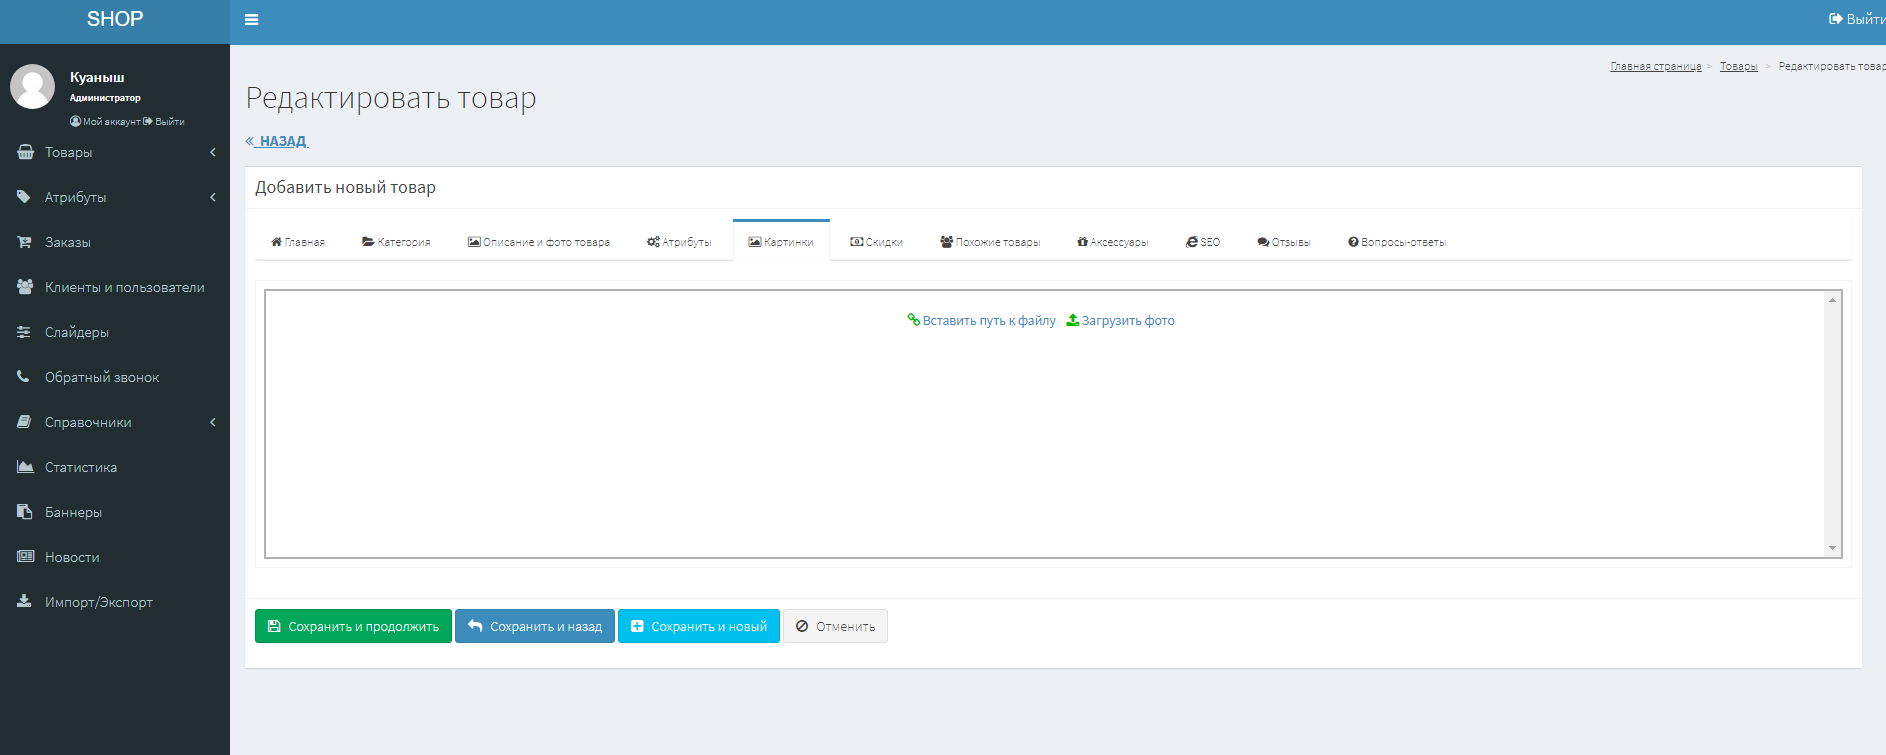 SHOP
Выйти
Куаныш
Администратор
Мой аккаунт Выйти
Товары
Атрибуты
Заказы
Клиенты и пользователи
Слайдеры
Обратный звонок
Справочники
Статистика
Баннеры
Новости
Импорт/Экспорт
Главная страница > Товары > Редактировать товар
Редактировать товар
« НАЗАД
Добавить новый товар
Главная Категория Описание и фото товара Атрибуты Картинки Скидки Похожие товары Аксессуары SEO Отзывы Вопросы-ответы
Вставить путь к файлу Загрузить фото
Сохранить и продолжить Сохранить и назад Сохранить и новый Отменить